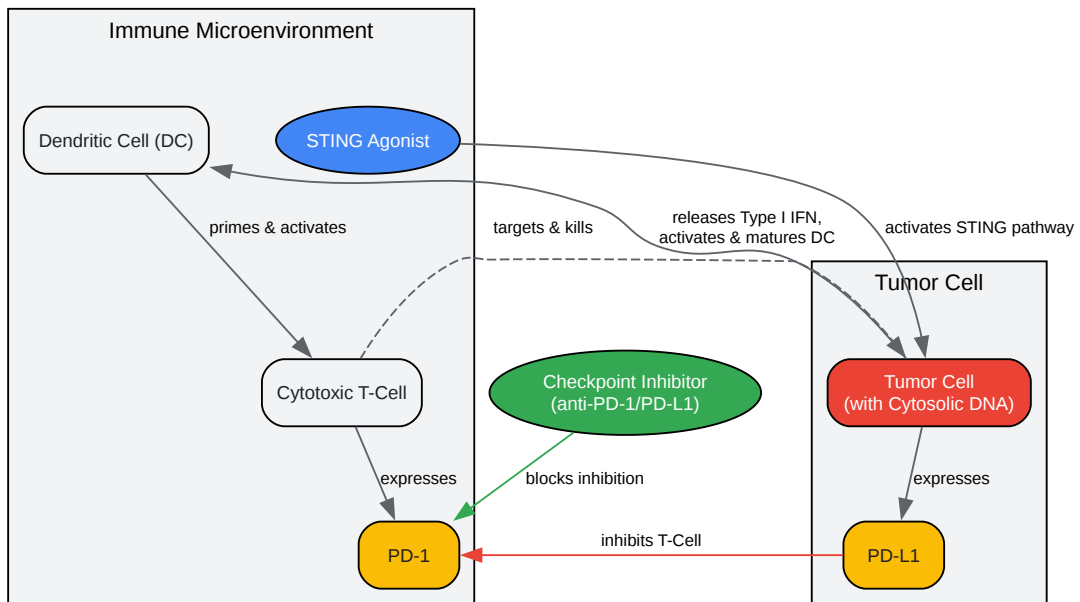 Immune Microenvironment
Dendritic Cell (DC)
STING Agonist
primes & activates
targets & kills
releases Type I IFN,
activates & matures DC
activates STING pathway
Tumor Cell
Cytotoxic T-Cell
Checkpoint Inhibitor
(anti-PD-1/PD-L1)
Tumor Cell
(with Cytosolic DNA)
expresses
blocks inhibition
expresses
PD-1
inhibits T-Cell
PD-L1